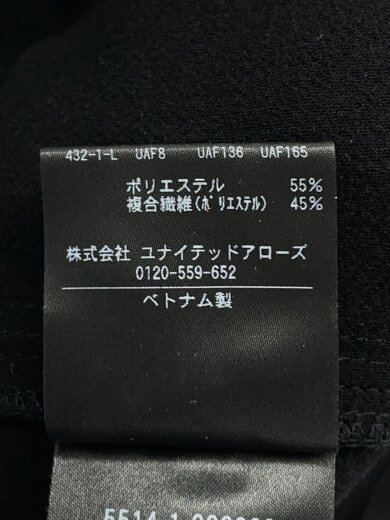 432-1-L UAF8 UAF136 UAF165
ポリエステル 55%
複合繊維(ポリエステル) 45%
株式会社 ユナイテッドアローズ
0120-559-652
ベトナム製
5514-1